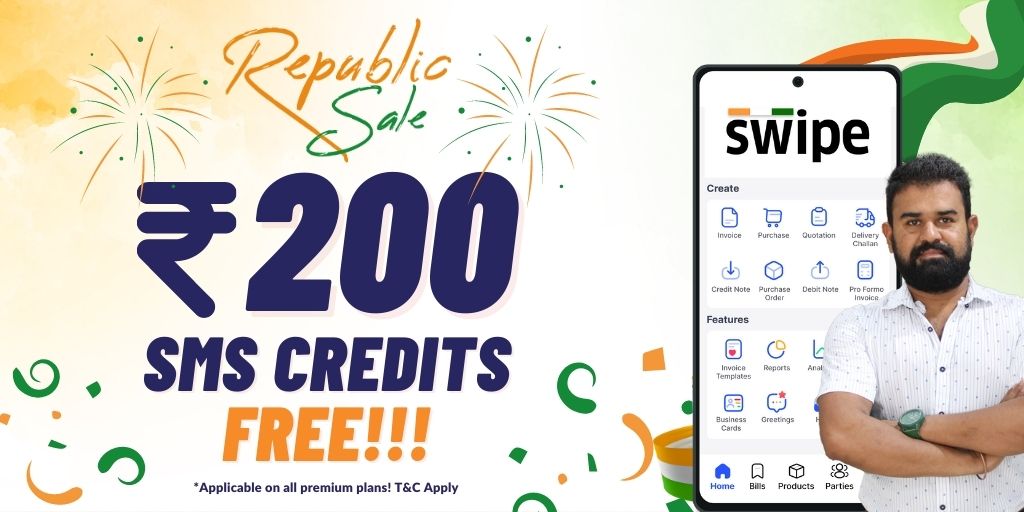 Republic
Sale
₹200
SMS CREDITS
FREE!!!
*Applicable on all premium plans! T&C Apply
swipe
Create
Invoice
Purchase
Quotation
Delivery
Challan
Credit Note
Purchase
Order
Debit Note
Pro Forma
Invoice
Features
Invoice
Templates
Reports
Business
Cards
Greetings
Home
Bills
Products
Parties